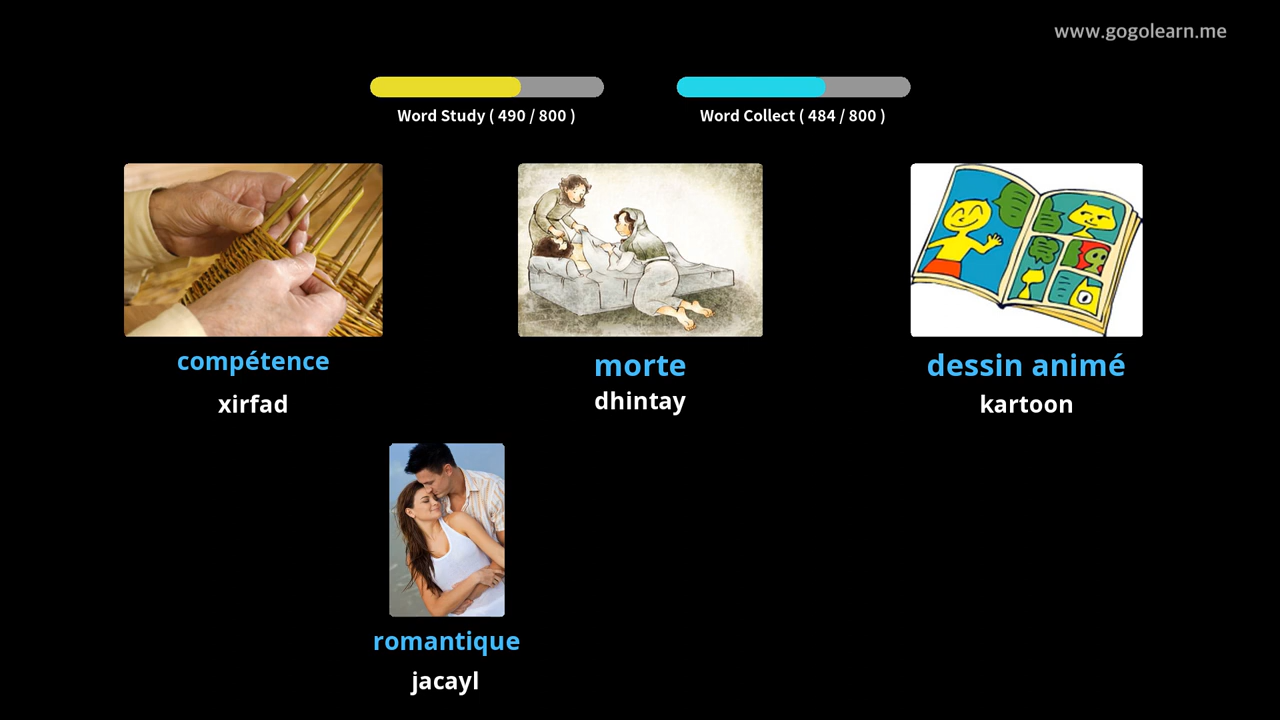 www.gogolearn.me
Word Study ( 490 / 800 )
Word Collect ( 484 / 800 )
compétence
xirfad
morte
dhintay
dessin animé
kartoon
romantique
jacayl